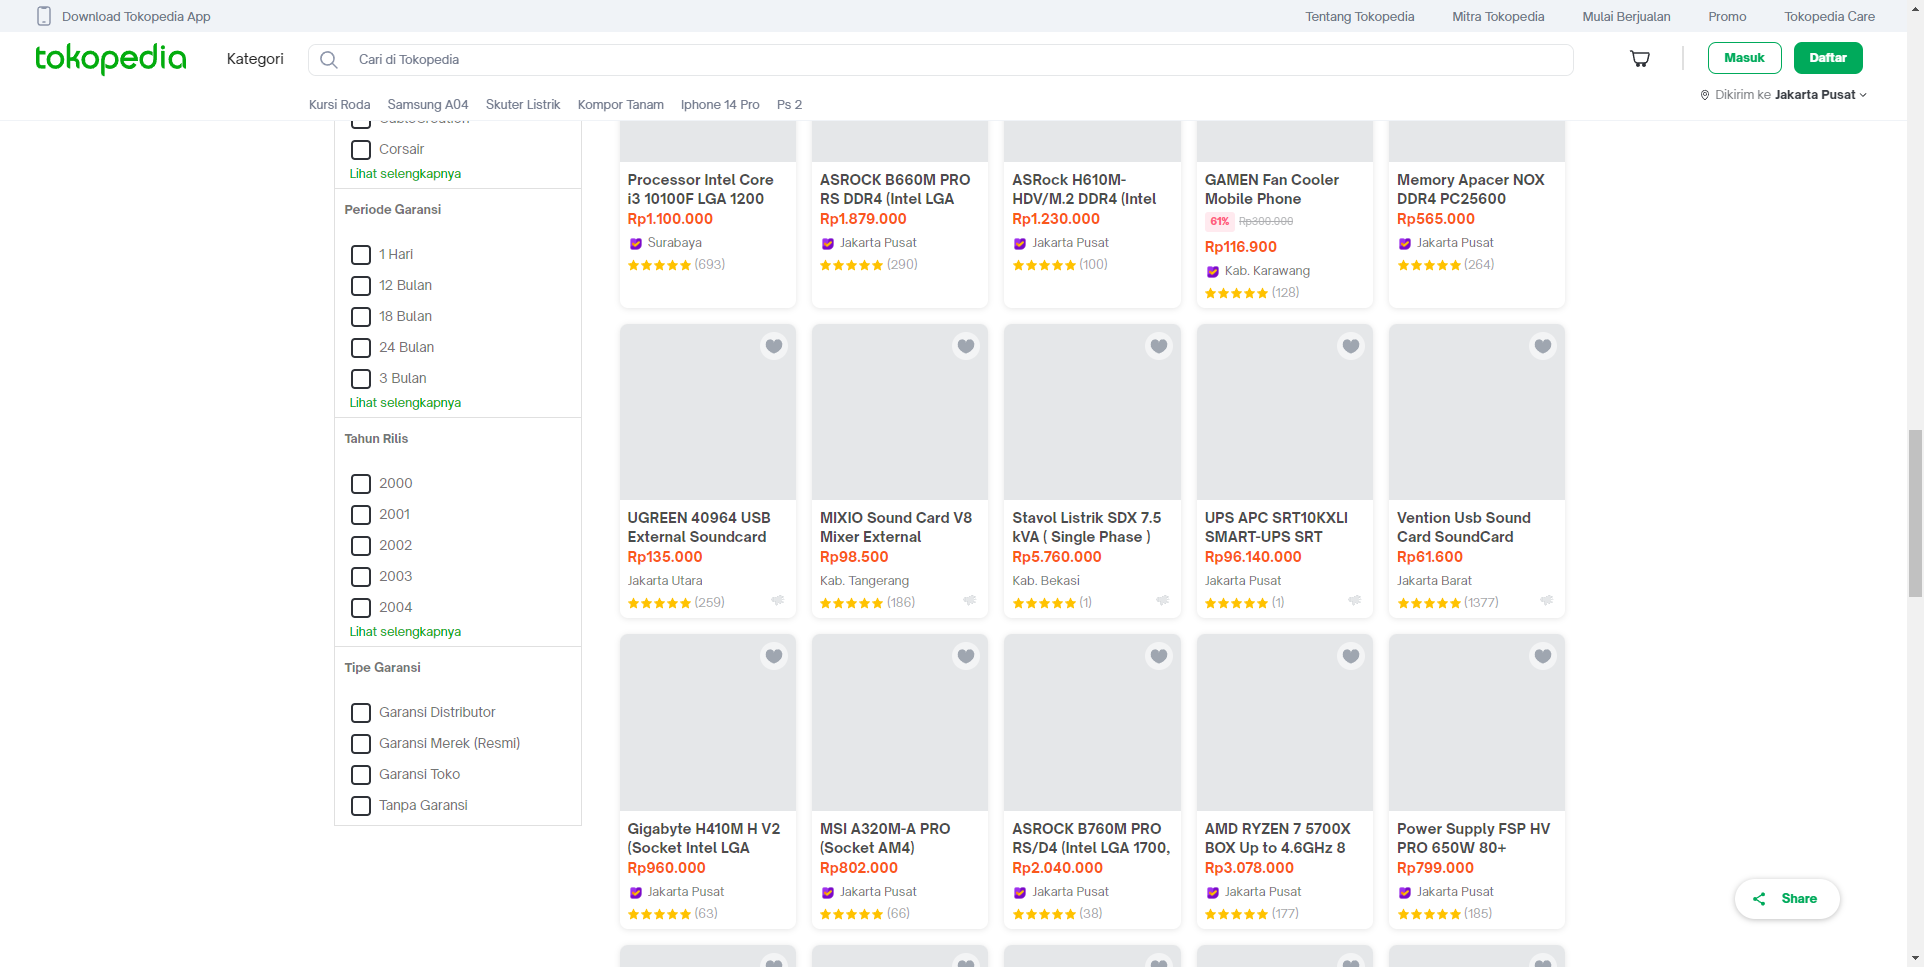 Download Tokopedia App
Tentang Tokopedia
Mitra Tokopedia
Mulai Berjualan
Promo
Tokopedia Care
tokopedia
Kategori
Cari di Tokopedia
Masuk
Daftar
Kursi Roda
Samsung A04
Skuter Listrik
Kompor Tanam
Iphone 14 Pro
Ps 2
Dikirim ke Jakarta Pusat
Corsair
Lihat selengkapnya
Periode Garansi
1 Hari
12 Bulan
18 Bulan
24 Bulan
3 Bulan
Lihat selengkapnya
Tahun Rilis
2000
2001
2002
2003
2004
Lihat selengkapnya
Tipe Garansi
Garansi Distributor
Garansi Merek (Resmi)
Garansi Toko
Tanpa Garansi
Processor Intel Core
i3 10100F LGA 1200
Rp1.100.000
Surabaya
(693)
ASROCK B660M PRO
RS DDR4 (Intel LGA
Rp1.879.000
Jakarta Pusat
(290)
ASRock H610M-
HDV/M.2 DDR4 (Intel
Rp1.230.000
Jakarta Pusat
(100)
GAMEN Fan Cooler
Mobile Phone
61% Rp300.000
Rp116.900
Kab. Karawang
(128)
Memory Apacer NOX
DDR4 PC25600
Rp565.000
Jakarta Pusat
(264)
UGREEN 40964 USB
External Soundcard
Rp135.000
Jakarta Utara
(259)
MIXIO Sound Card V8
Mixer External
Rp98.500
Kab. Tangerang
(186)
Stavol Listrik SDX 7.5
kVA ( Single Phase )
Rp5.760.000
Kab. Bekasi
(1)
UPS APC SRT10KXLI
SMART-UPS SRT
Rp96.140.000
Jakarta Pusat
(1)
Vention Usb Sound
Card SoundCard
Rp61.600
Jakarta Barat
(1377)
Gigabyte H410M H V2
(Socket Intel LGA
Rp960.000
Jakarta Pusat
(63)
MSI A320M-A PRO
(Socket AM4)
Rp802.000
Jakarta Pusat
(66)
ASROCK B760M PRO
RS/D4 (Intel LGA 1700,
Rp2.040.000
Jakarta Pusat
(38)
AMD RYZEN 7 5700X
BOX Up to 4.6GHz 8
Rp3.078.000
Jakarta Pusat
(177)
Power Supply FSP HV
PRO 650W 80+
Rp799.000
Jakarta Pusat
(185)
Share